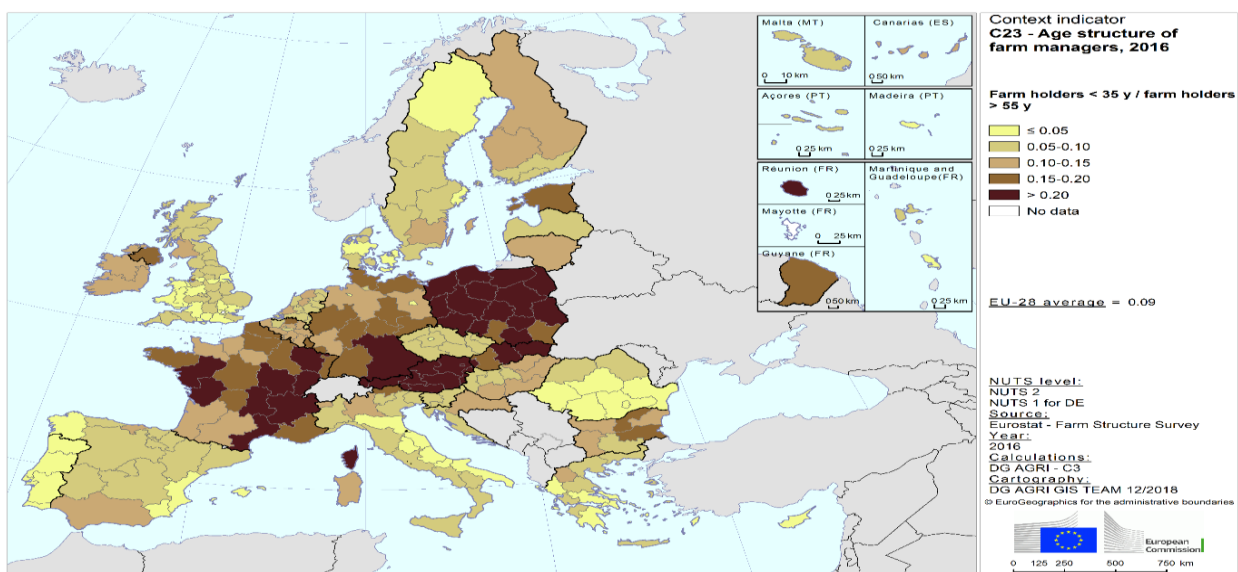 Malta (MT)
0 10 km
Canarias (ES)
0 50 km
Açores (PT)
0 25 km
Madeira (PT)
0 25 km
Réunion (FR)
0 25 km
Mayotte (FR)
0 25 km
Guyane (FR)
0 50 km
Martinique and
Guadeloupe(FR)
0 25 km
Context indicator
C23 - Age structure of
farm managers, 2016
Farm holders < 35 y / farm holders
> 55 y
≤ 0.05
0.05-0.10
0.10-0.15
0.15-0.20
> 0.20
No data
EU-28 average = 0.09
NUTS level:
NUTS 2
NUTS 1 for DE
Source:
Eurostat - Farm Structure Survey
Year:
2016
Calculations:
DG AGRI - C3
Cartography:
DG AGRI GIS TEAM 12/2018
© EuroGeographics for the administrative boundaries
European
Commission
0 125 250 500 750 km